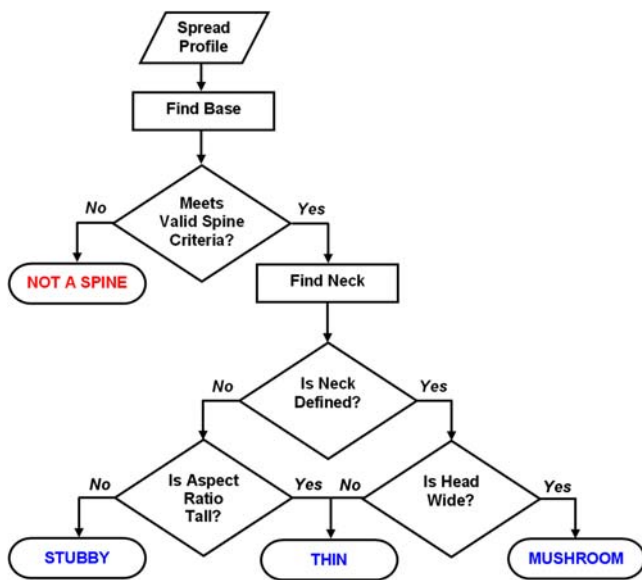 Spread
Profile
Find Base
Meets
Valid Spine
Criteria?
No
Yes
NOT A SPINE
Find Neck
Is Neck
Defined?
No
Yes
Is Aspect
Ratio
Tall?
No
Yes
Is Head
Wide?
No
Yes
STUBBY
THIN
MUSHROOM